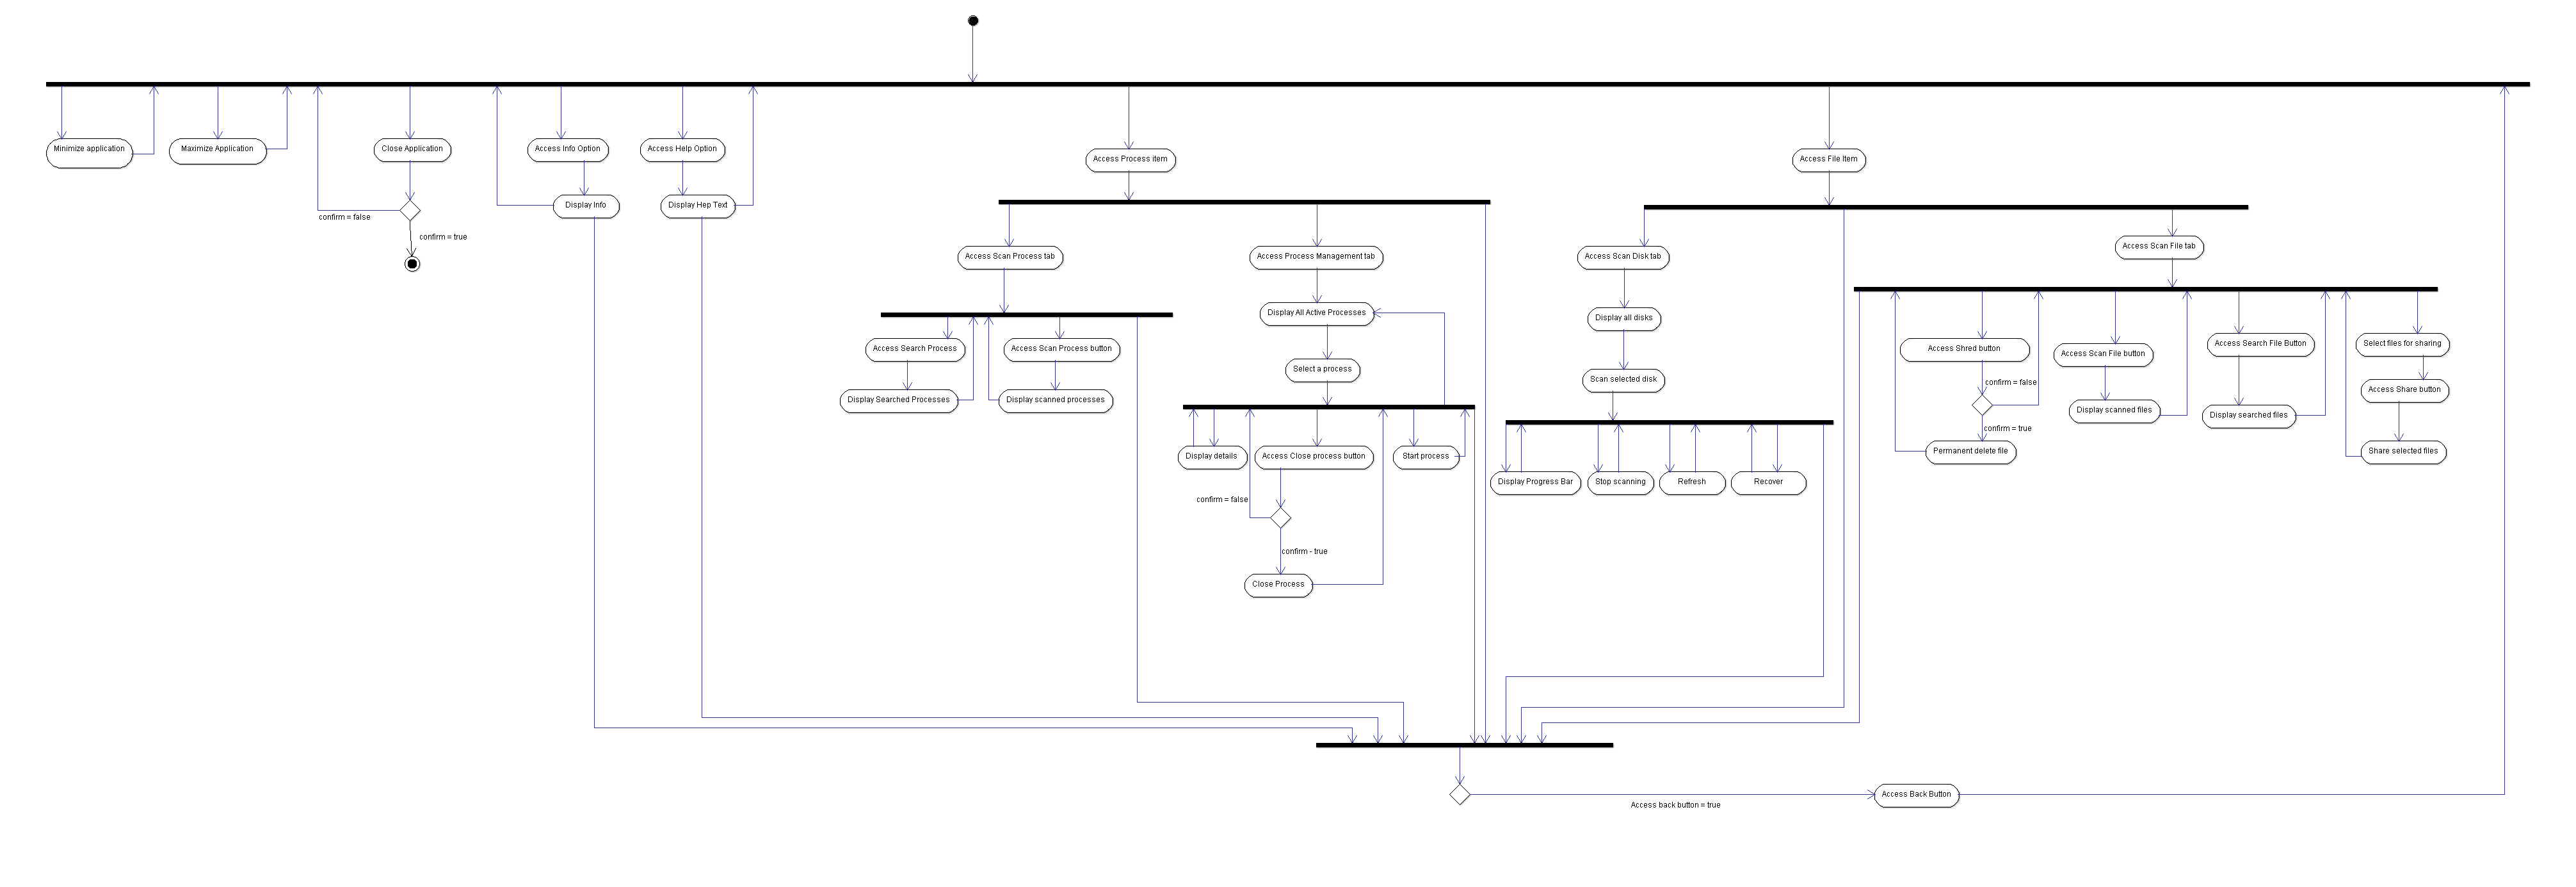 Minimize application
Maximize Application
Close Application
Access Info Option
Access Help Option
Access Process item
Access File Item
Display Info
Display Hep Text
confirm = false
confirm = true
Access Scan Process tab
Access Process Management tab
Access Scan Disk tab
Access Scan File tab
Display All Active Processes
Display all disks
Access Search Process
Access Scan Process button
Select a process
Scan selected disk
Access Shred button
Access Scan File button
Access Search File Button
Select files for sharing
Display Searched Processes
Display scanned processes
confirm = false
Access Share button
Display scanned files
Display searched files
confirm = true
Permanent delete file
Share selected files
Display details
Access Close process button
Start process
Display Progress Bar
Stop scanning
Refresh
Recover
confirm = false
confirm - true
Close Process
Access back button = true
Access Back Button